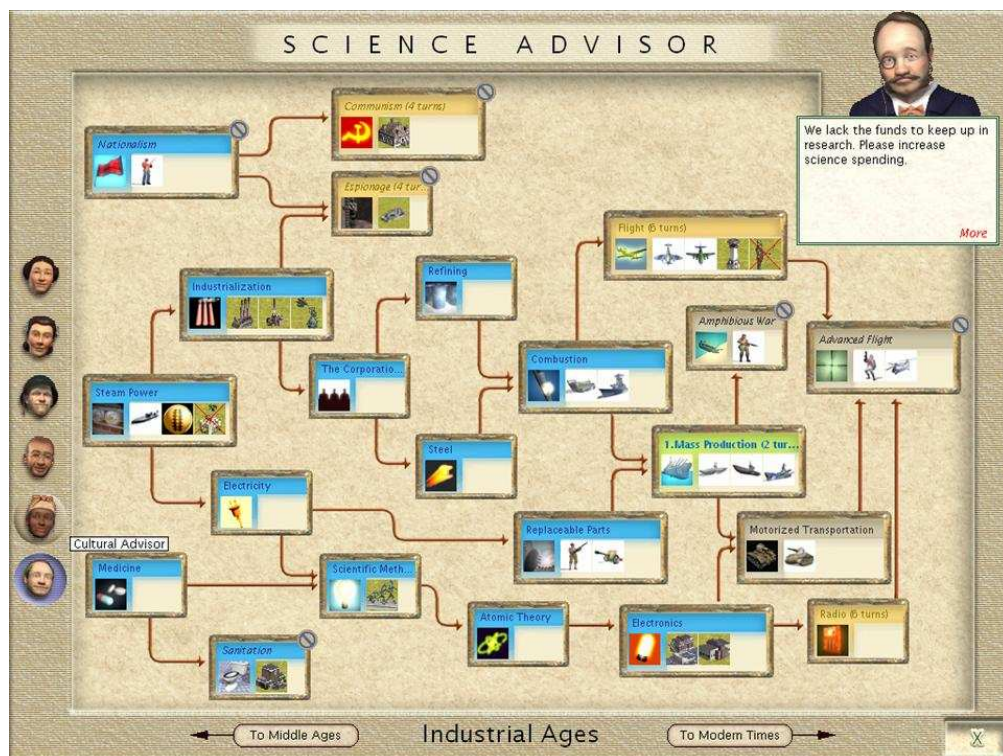 SCIENCE ADVISOR
We lack the funds to keep up in
research. Please increase
science spending.
More
Communism (4 turns)
Nationalism
Espionage (4 tur...
Flight (6 turns)
Refining
Industrialization
Amphibious War
Advanced Flight
Combustion
The Corporatio...
Steam Power
Steel
1.Mass Production (2 tur...
Electricity
Replaceable Parts
Motorized Transportation
Cultural Advisor
Medicine
Scientific Meth...
Atomic Theory
Electronics
Radio (6 turns)
Sanitation
To Middle Ages
Industrial Ages
To Modern Times
X